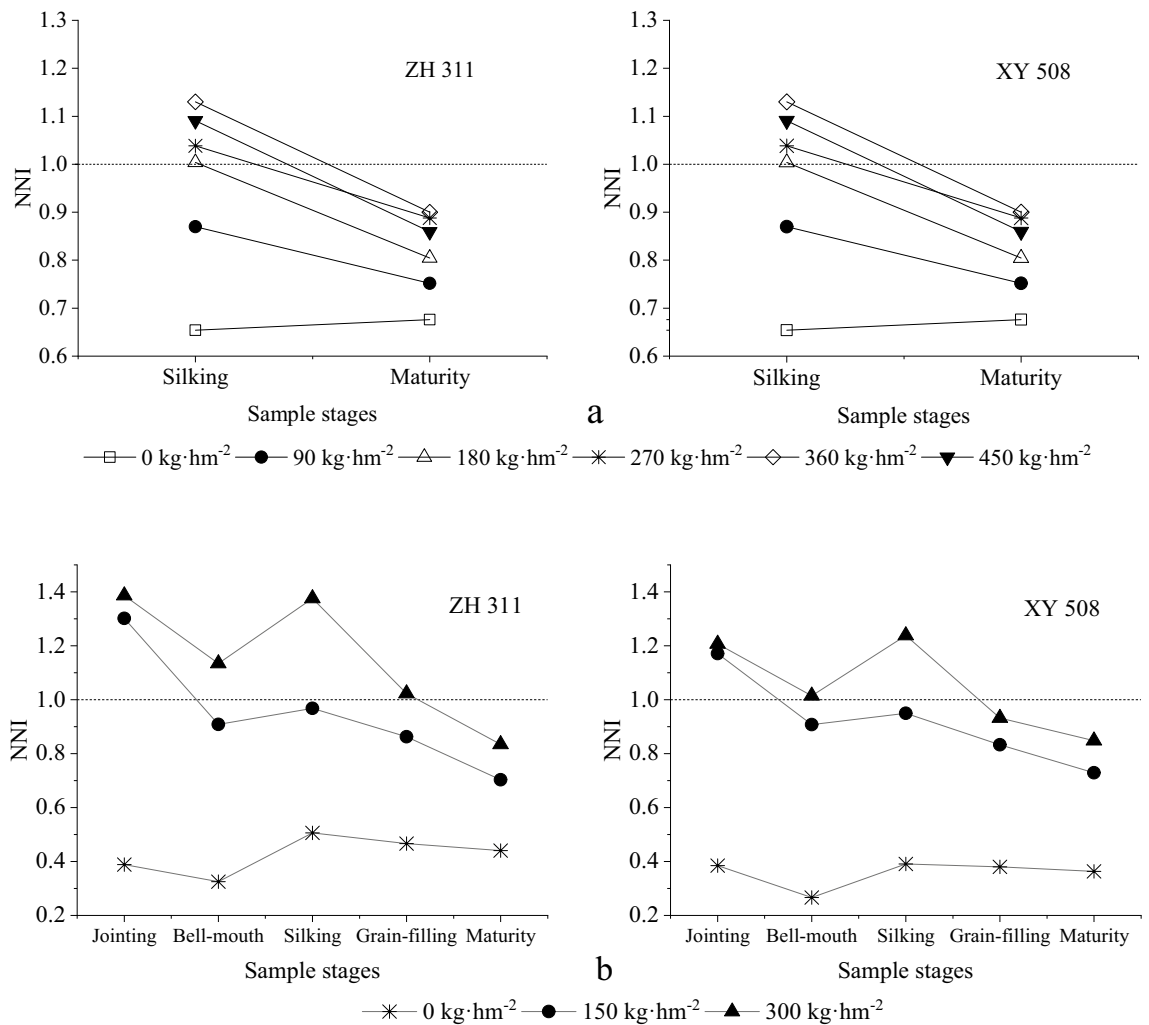 1.3
1.2
1.1
1.0
0.9
0.8
0.7
0.6
NNI
ZH 311
Silking Maturity
Sample stages
1.3
1.2
1.1
1.0
0.9
0.8
0.7
0.6
NNI
XY 508
Silking Maturity
Sample stages
a
0 kg·hm-2 90 kg·hm-2 180 kg·hm-2 270 kg·hm-2 360 kg·hm-2 450 kg·hm-2
1.4
1.2
1.0
0.8
0.6
0.4
0.2
NNI
ZH 311
Jointing Bell-mouth Silking Grain-filling Maturity
Sample stages
1.4
1.2
1.0
0.8
0.6
0.4
0.2
NNI
XY 508
Jointing Bell-mouth Silking Grain-filling Maturity
Sample stages
b
0 kg·hm-2 150 kg·hm-2 300 kg·hm-2